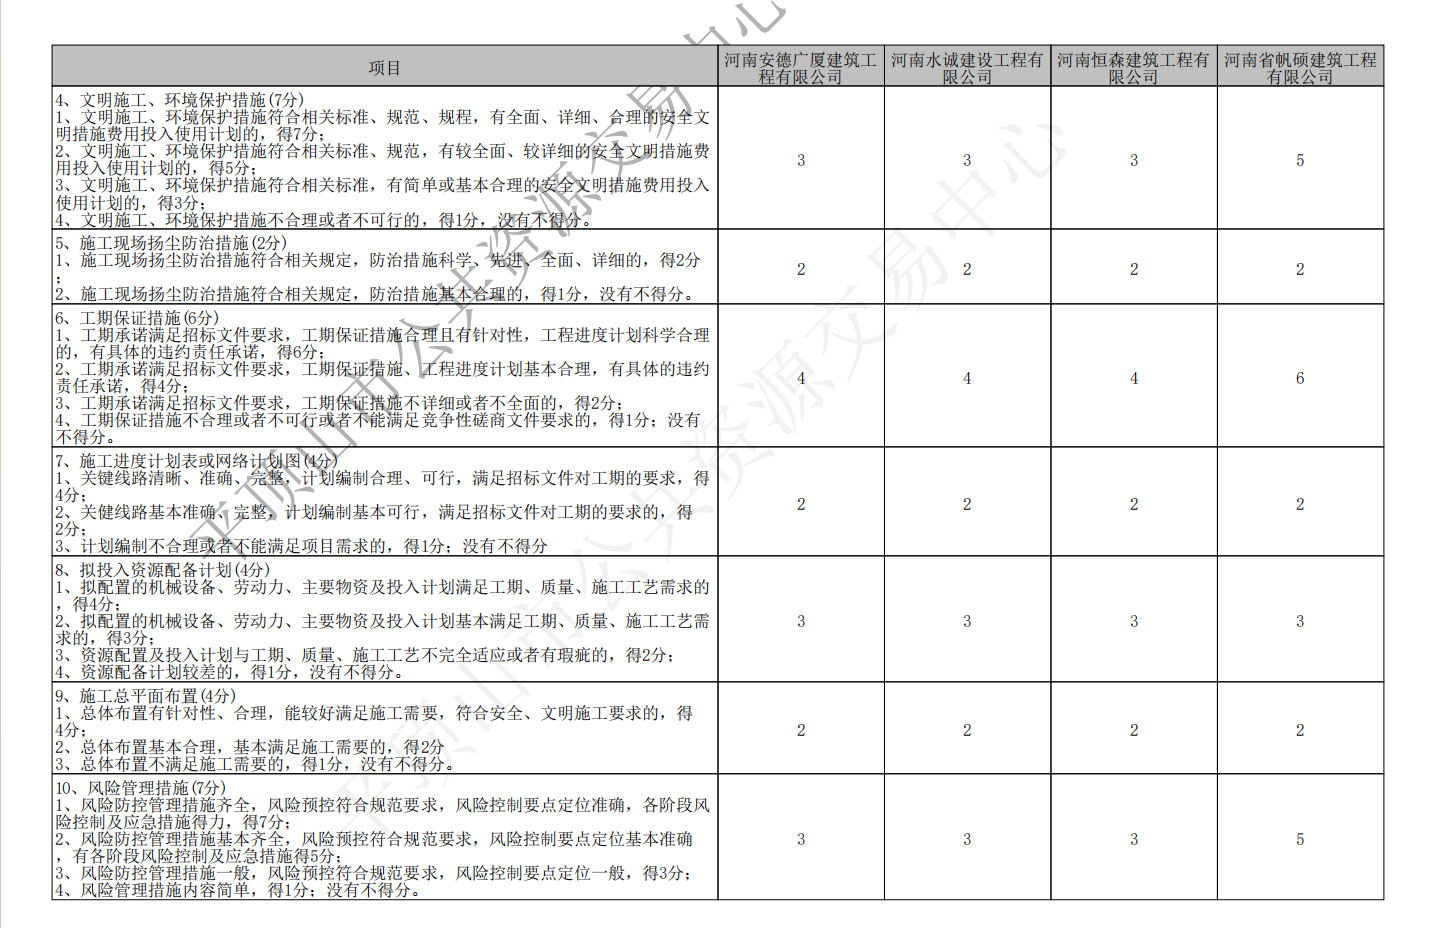 项目
河南安德广厦建筑工
程有限公司
河南水诚建设工程有
限公司
河南恒森建筑工程有
限公司
河南省帆硕建筑工程
有限公司
4、文明施工、环境保护措施(7分)
1、文明施工、环境保护措施符合相关标准、规范、规程，有全面、详细、合理的安全文
明措施费用投入使用计划的，得7分；
2、文明施工、环境保护措施符合相关标准、规范，有较全面、较详细的安全文明措施费
用投入使用计划的，得5分；
3、文明施工、环境保护措施符合相关标准，有简单或基本合理的安全文明措施费用投入
使用计划的，得3分；
4、文明施工、环境保护措施不合理或者不可行的，得1分，没有不得分。
3
3
3
5
5、施工现场扬尘防治措施(2分)
1、施工现场扬尘防治措施符合相关规定，防治措施科学、先进、全面、详细的，得2分
；
2、施工现场扬尘防治措施符合相关规定，防治措施基本合理的，得1分，没有不得分。
2
2
2
2
6、工期保证措施(6分)
1、工期承诺满足招标文件要求，工期保证措施合理且有针对性，工程进度计划科学合理
的，有具体的违约责任承诺，得6分；
2、工期承诺满足招标文件要求，工期保证措施、工程进度计划基本合理，有具体的违约
责任承诺，得4分；
3、工期承诺满足招标文件要求，工期保证措施不详细或者不全面的，得2分；
4、工期保证措施不合理或者不可行或者不能满足竞争性磋商文件要求的，得1分；没有
不得分。
4
4
4
6
7、施工进度计划表或网络计划图(4分)
1、关键线路清晰、准确、完整，计划编制合理、可行，满足招标文件对工期的要求，得
4分；
2、关健线路基本准确、完整，计划编制基本可行，满足招标文件对工期的要求的，得
2分；
3、计划编制不合理或者不能满足项目需求的，得1分；没有不得分
2
2
2
2
8、拟投入资源配备计划(4分)
1、拟配置的机械设备、劳动力、主要物资及投入计划满足工期、质量、施工工艺需求的
，得4分；
2、拟配置的机械设备、劳动力、主要物资及投入计划基本满足工期、质量、施工工艺需
求的，得3分；
3、资源配置及投入计划与工期、质量、施工工艺不完全适应或者有瑕疵的，得2分；
4、资源配备计划较差的，得1分，没有不得分。
3
3
3
3
9、施工总平面布置(4分)
1、总体布置有针对性、合理，能较好满足施工需要，符合安全、文明施工要求的，得
4分；
2、总体布置基本合理，基本满足施工需要的，得2分
3、总体布置不满足施工需要的，得1分，没有不得分。
2
2
2
2
10、风险管理措施(7分)
1、风险防控管理措施齐全，风险预控符合规范要求，风险控制要点定位准确，各阶段风
险控制及应急措施得力，得7分；
2、风险防控管理措施基本齐全，风险预控符合规范要求，风险控制要点定位基本准确
，有各阶段风险控制及应急措施得5分；
3、风险防控管理措施一般，风险预控符合规范要求，风险控制要点定位一般，得3分；
4、风险管理措施内容简单，得1分；没有不得分。
3
3
3
5
平顶山市公共资源交易中心
平顶山市公共资源交易中心